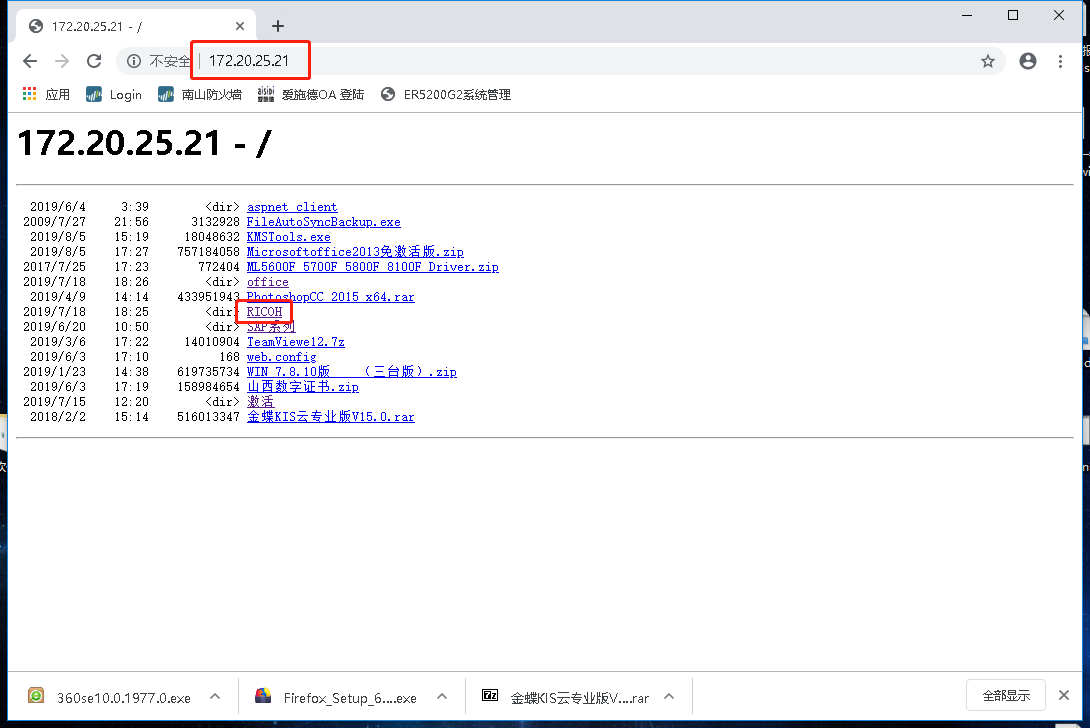 172.20.25.21 - /
不安全 | 172.20.25.21
应用 Login 南山防火墙 爱施德OA 登陆 ER5200G2系统管理
172.20.25.21 - /
2019/6/4 3:39 <dir> aspnet_client
2009/7/27 21:56 3132928 FileAutoSyncBackup.exe
2019/8/5 15:19 18048632 KMSTools.exe
2019/8/5 17:27 757184058 Microsoftoffice2013免激活版.zip
2017/7/25 17:23 772404 ML5600F_5700F_5800F_8100F_Driver.zip
2019/7/18 18:26 <dir> office
2019/4/9 14:14 433951943 PhotoshopCC_2015_x64.rar
2019/7/18 18:25 <dir> RICOH
2019/6/20 10:50 <dir> SAP系列
2019/3/6 17:22 14010904 TeamViewe12.7z
2019/6/3 17:10 168 web.config
2019/1/23 14:38 619735734 WIN_7.8.10版 （三台版）.zip
2019/6/3 17:19 158984654 山西数字证书.zip
2019/7/15 12:20 <dir> 激活
2018/2/2 15:14 516013347 金蝶KIS云专业版V15.0.rar
360se10.0.1977.0.exe Firefox_Setup_6....exe 金蝶KIS云专业版V....rar 全部显示